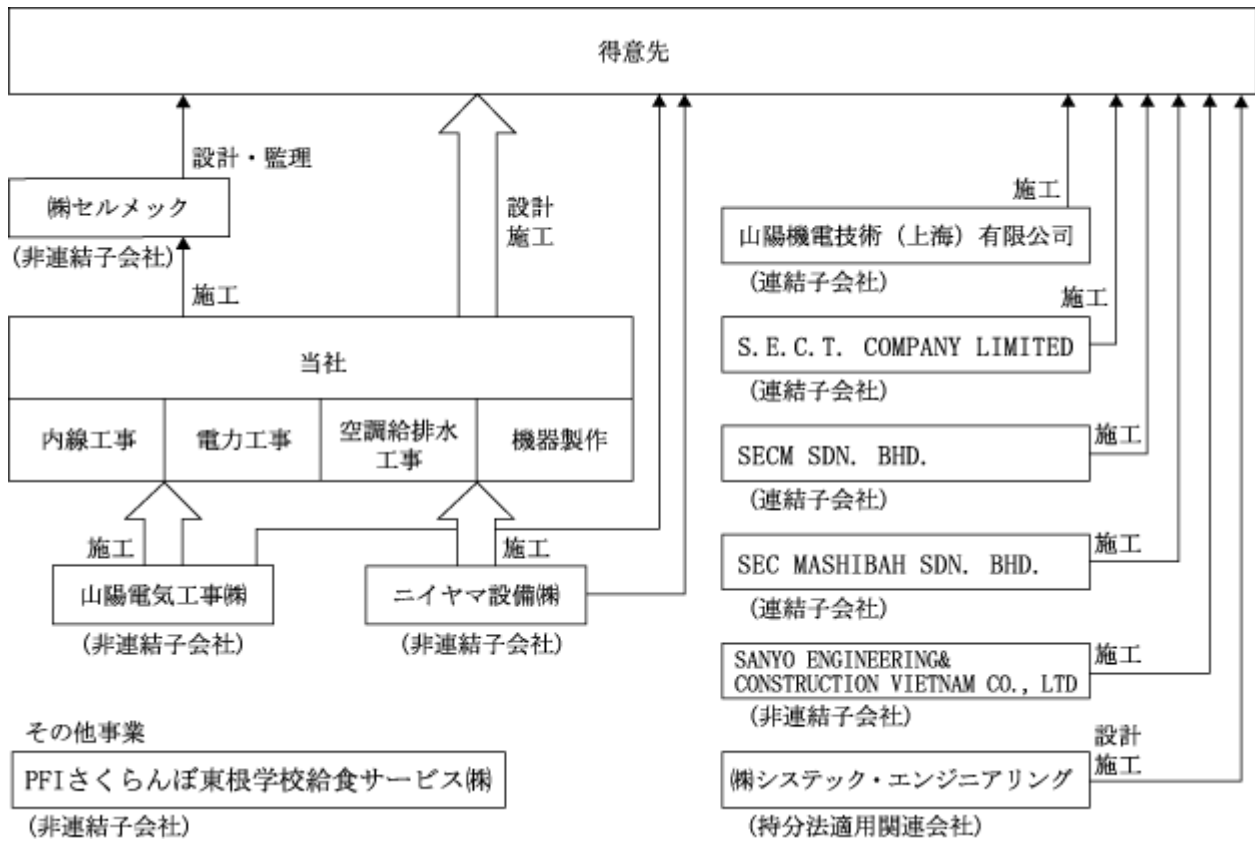 得意先
設計・監理
㈱セルメック
(非連結子会社)
施工
設計
施工
当社
内線工事
電力工事
空調給排水
工事
機器製作
施工
山陽電気工事㈱
(非連結子会社)
施工
ニイヤマ設備㈱
(非連結子会社)
その他事業
PFIさくらんぼ東根学校給食サービス㈱
(非連結子会社)
施工
山陽機電技術（上海）有限公司
(連結子会社)
施工
S.E.C.T. COMPANY LIMITED
(連結子会社)
施工
SECM SDN. BHD.
(連結子会社)
施工
SEC MASHIBAH SDN. BHD.
(連結子会社)
施工
SANYO ENGINEERING&
CONSTRUCTION VIETNAM CO., LTD
(非連結子会社)
設計
施工
㈱システック・エンジニアリング
(持分法適用関連会社)